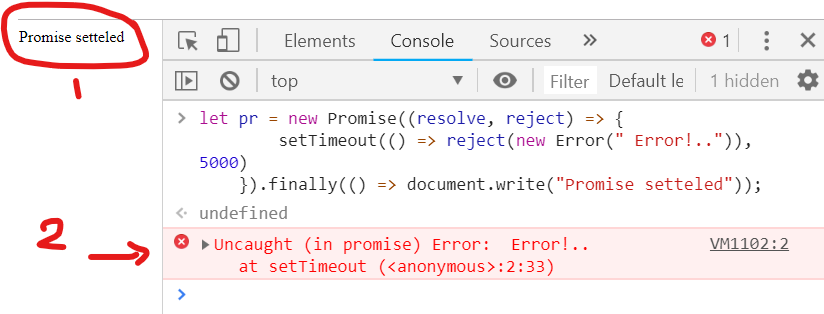 Promise setteled
1
Elements Console Sources » 1
top Filter Default le 1 hidden
> let pr = new Promise((resolve, reject) => {
setTimeout(() => reject(new Error(" Error!..")),
5000)
}).finally(() => document.write("Promise setteled"));
undefined
2
Uncaught (in promise) Error:  Error!.. VM1102:2
at setTimeout (<anonymous>:2:33)
>